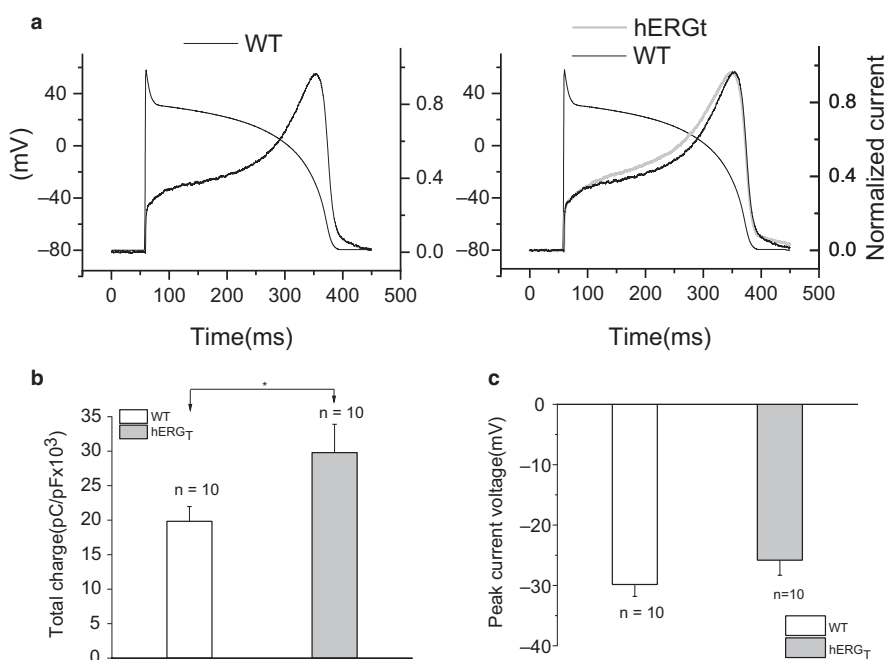 a
WT
hERGt
WT
(mV)
40
0
−40
−80
0.8
0.4
0.0
0 100 200 300 400 500
Time(ms)
40
0
−40
−80
0.8
0.4
0.0
Normalized current
0 100 200 300 400 500
Time(ms)
b
*
Total charge(pC/pFx10³)
35
30
25
20
15
10
5
0
WT
hERGT
n = 10
n = 10
c
Peak current voltage(mV)
0
−10
−20
−30
−40
n = 10
n=10
WT
hERGT